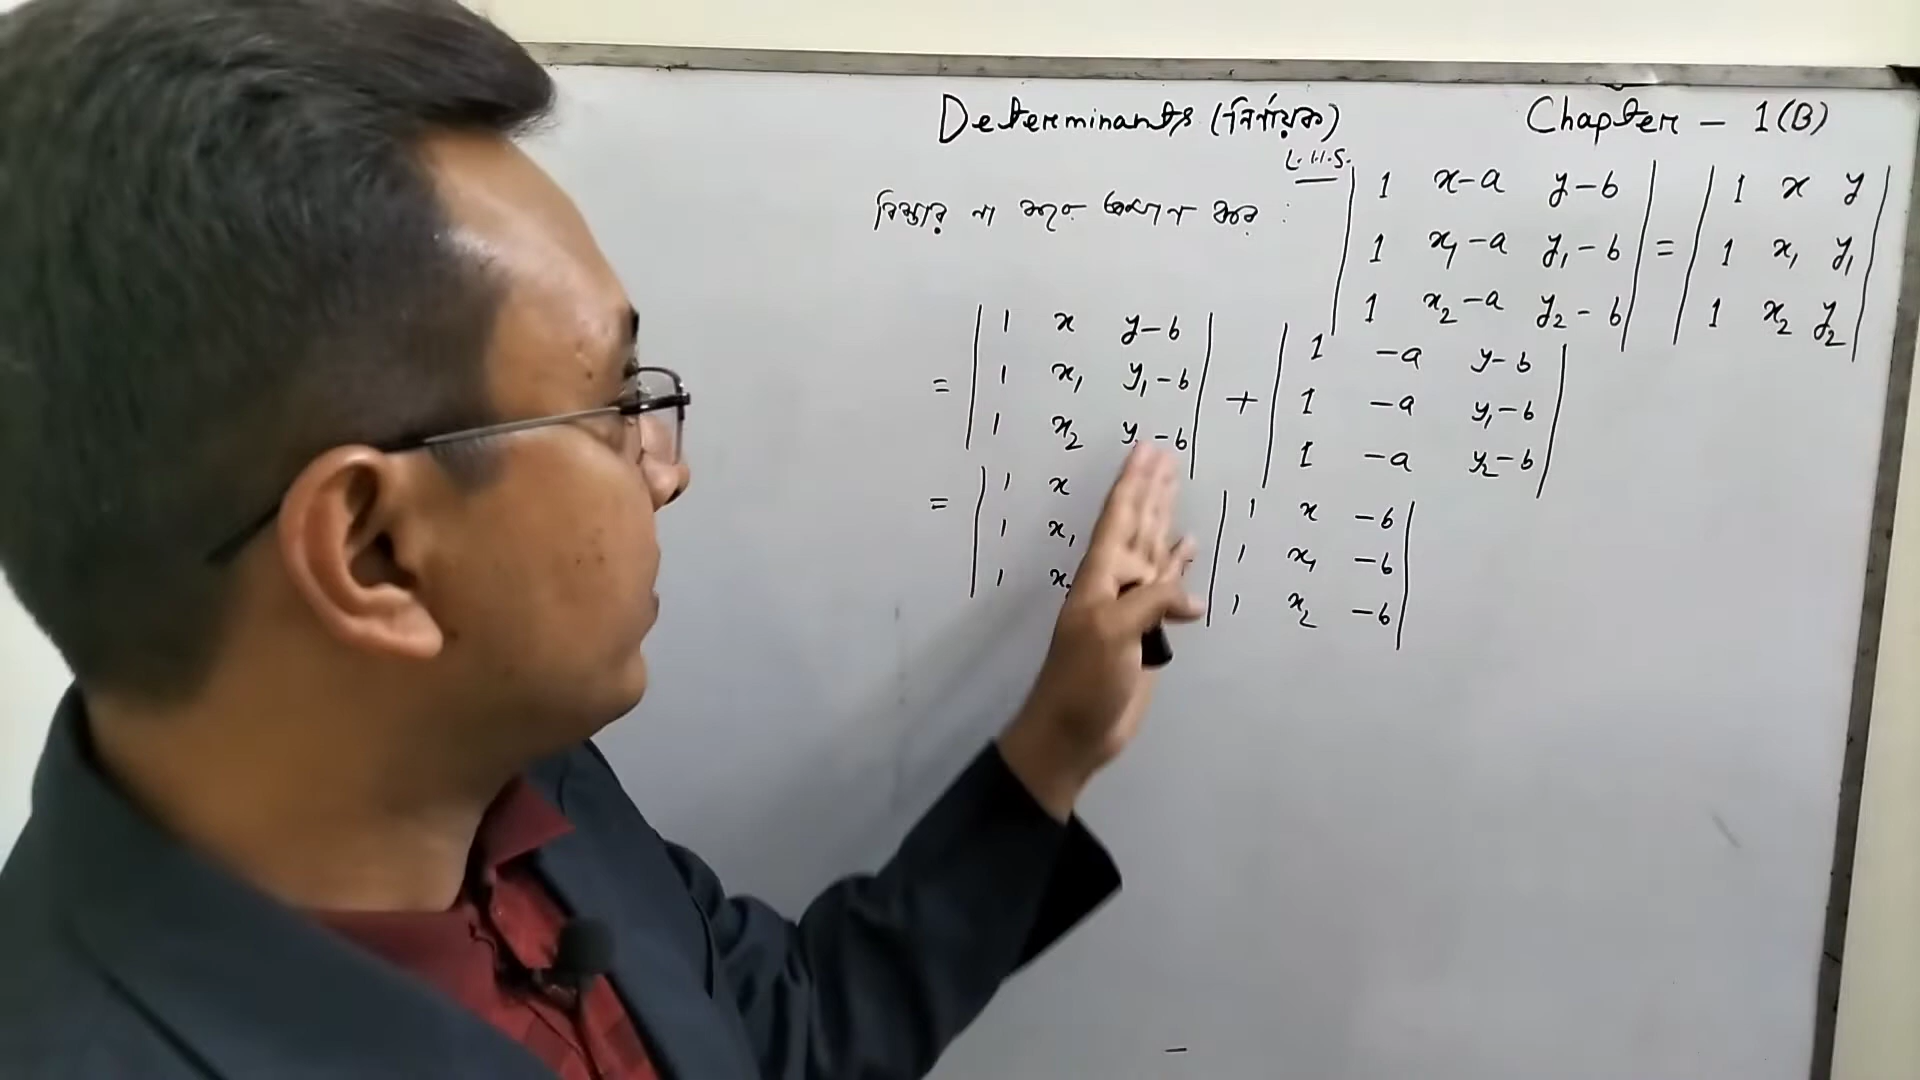 Determinants (নির্ণায়ক) Chapter - 1(B)
L.H.S.
বিস্তার না করে প্রমাণ কর : | 1 x-a y-b | = | 1 x y |
| 1 x₁-a y₁-b | | 1 x₁ y₁ |
| 1 x₂-a y₂-b | | 1 x₂ y₂ |
= | 1 x y-b | + | 1 -a y-b |
| 1 x₁ y₁-b | | 1 -a y₁-b |
| 1 x₂ y₂-b | | 1 -a y₂-b |
= | 1 x | 1 x -b |
| 1 x₁ | 1 x₁ -b |
| 1 x₂ | 1 x₂ -b |